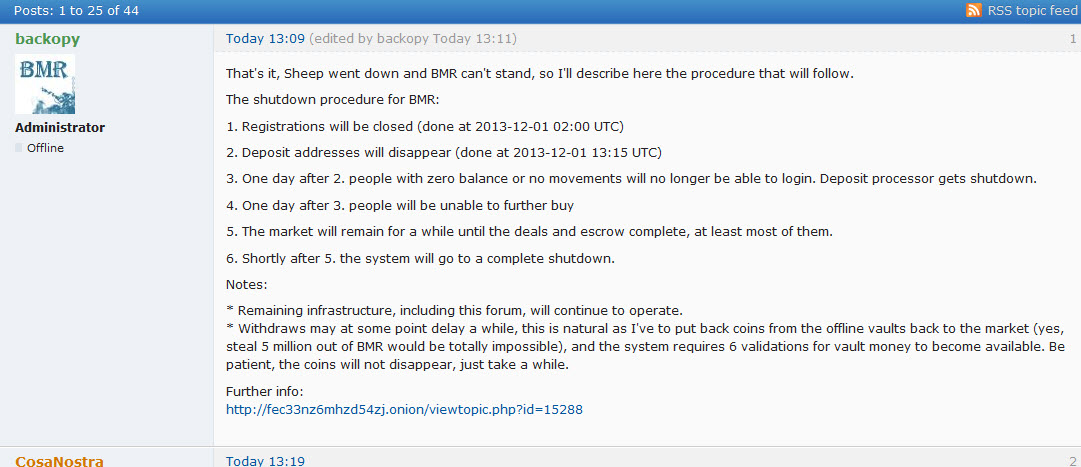 Posts: 1 to 25 of 44
RSS topic feed
backopy
BMR
Administrator
Offline
Today 13:09 (edited by backopy Today 13:11)
1
That's it, Sheep went down and BMR can't stand, so I'll describe here the procedure that will follow.
The shutdown procedure for BMR:
1. Registrations will be closed (done at 2013-12-01 02:00 UTC)
2. Deposit addresses will disappear (done at 2013-12-01 13:15 UTC)
3. One day after 2. people with zero balance or no movements will no longer be able to login. Deposit processor gets shutdown.
4. One day after 3. people will be unable to further buy
5. The market will remain for a while until the deals and escrow complete, at least most of them.
6. Shortly after 5. the system will go to a complete shutdown.
Notes:
* Remaining infrastructure, including this forum, will continue to operate.
* Withdraws may at some point delay a while, this is natural as I've to put back coins from the offline vaults back to the market (yes,
steal 5 million out of BMR would be totally impossible), and the system requires 6 validations for vault money to become available. Be
patient, the coins will not disappear, just take a while.
Further info:
http://fec33nz6mhzd54zj.onion/viewtopic.php?id=15288
CosaNostra
Today 13:19
2